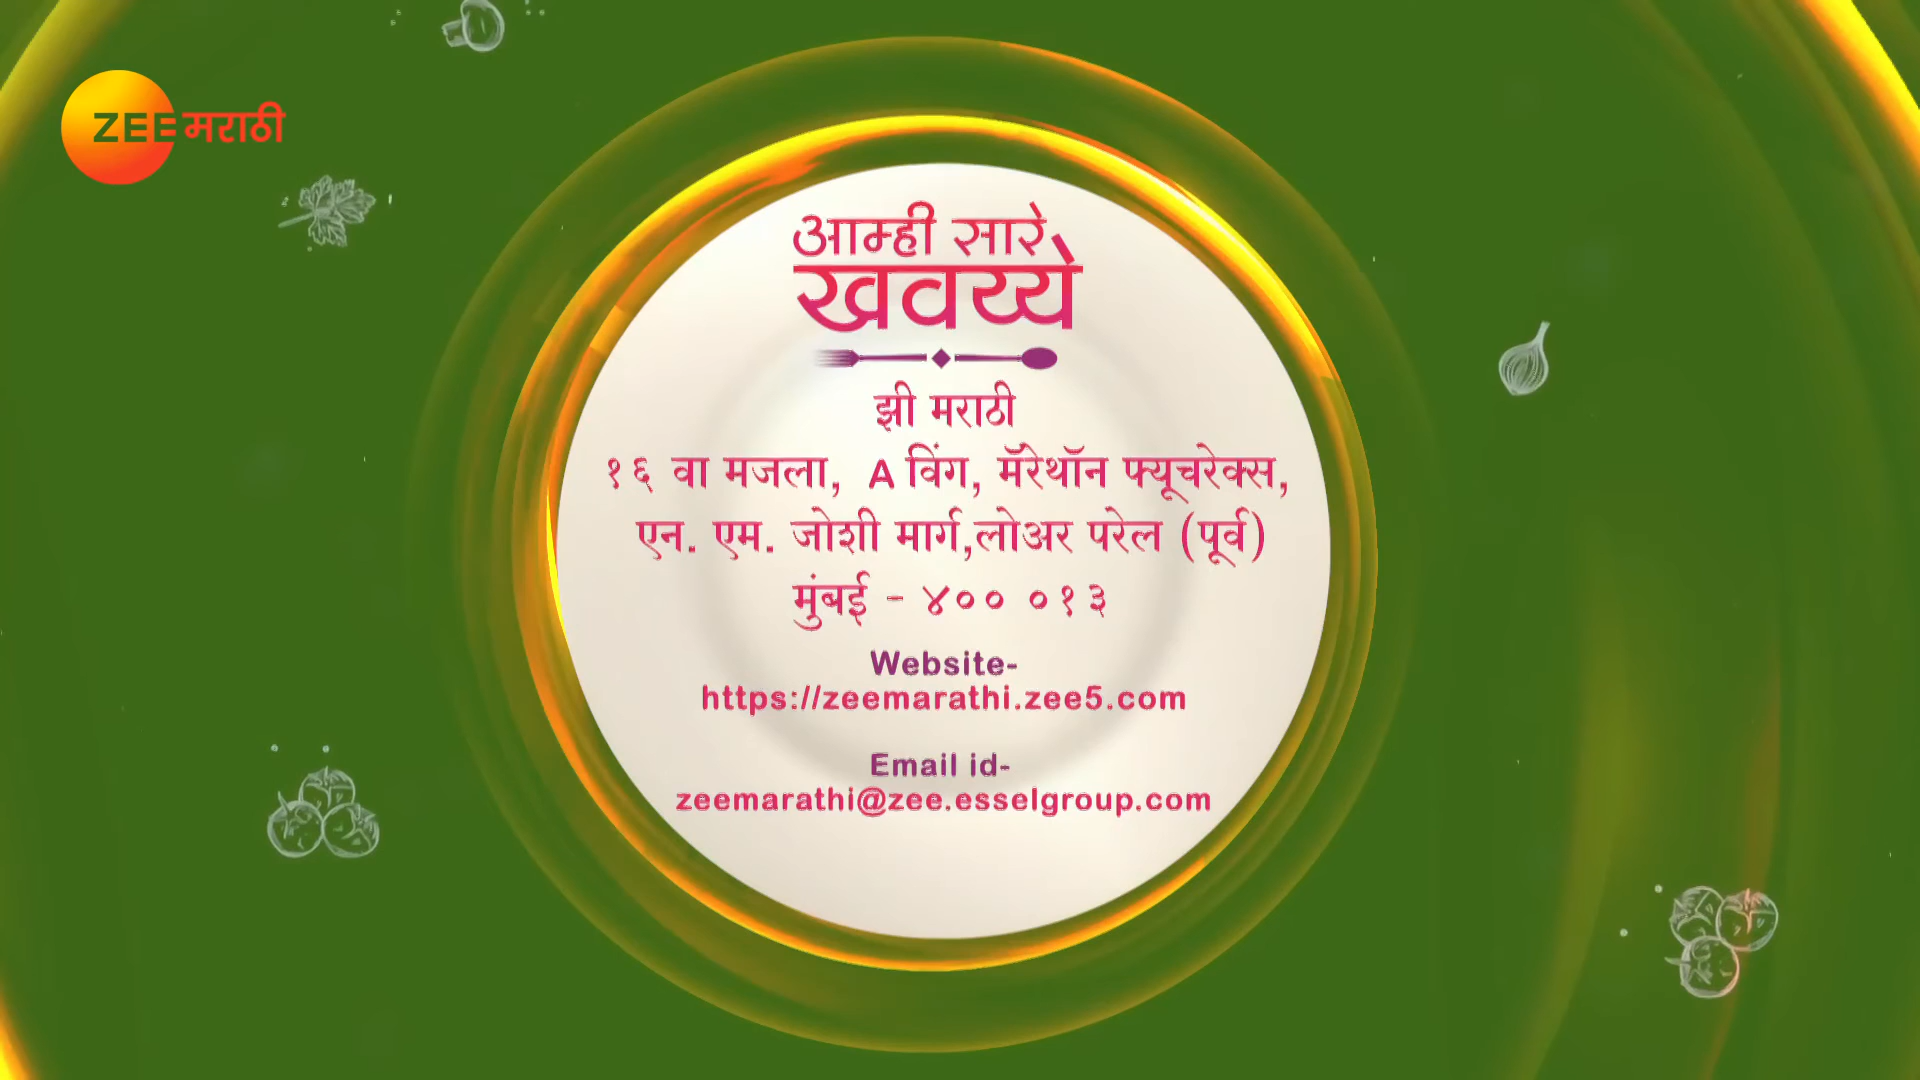 ZEE मराठी
आम्ही सारे
खवय्ये
झी मराठी
१६ वा मजला, A विंग, मॅरेथॉन फ्यूचरेक्स,
एन. एम. जोशी मार्ग,लोअर परेल (पूर्व)
मुंबई - ४०० ०१३
Website-
https://zeemarathi.zee5.com
Email id-
zeemarathi@zee.esselgroup.com